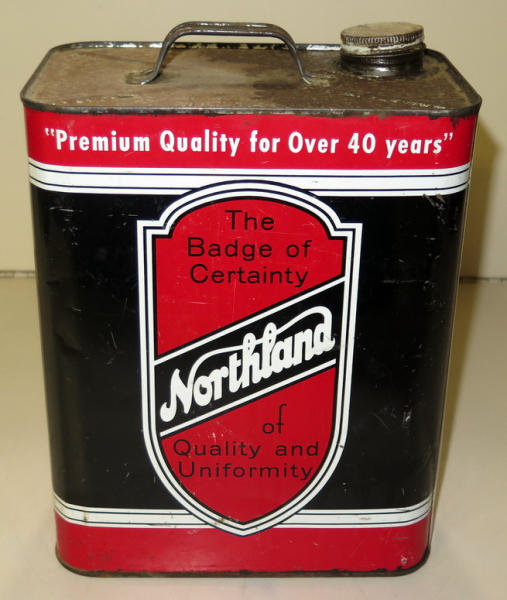 "Premium Quality for Over 40 years"
The
Badge of
Certainty
Northland
of
Quality and
Uniformity